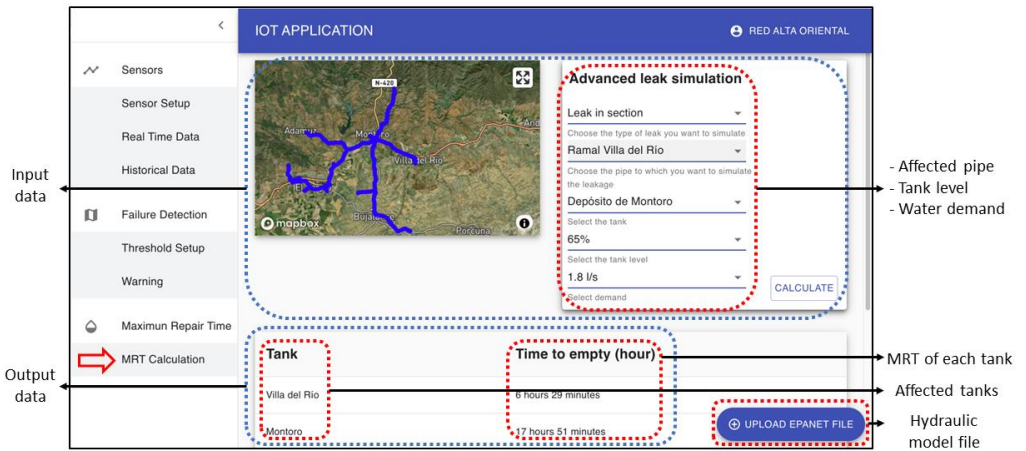 IOT APPLICATION
RED ALTA ORIENTAL
Sensors
Sensor Setup
Real Time Data
Historical Data
Failure Detection
Threshold Setup
Warning
Maximun Repair Time
MRT Calculation
Input
data
Output
data
N-420
Adamuz
Montoro
Villa del Río
El
Bujalance
Porcuna
And
mapbox
Advanced leak simulation
Leak in section
Choose the type of leak you want to simulate
Ramal Villa del Rio
Choose the pipe to which you want to simulate
the leakage
Depósito de Montoro
Select the tank
65%
Select the tank level
1.8 l/s
Select demand
CALCULATE
- Affected pipe
- Tank level
- Water demand
Tank
Time to empty (hour)
Villa del Rio
6 hours 29 minutes
Montoro
17 hours 51 minutes
UPLOAD EPANET FILE
MRT of each tank
Affected tanks
Hydraulic
model file